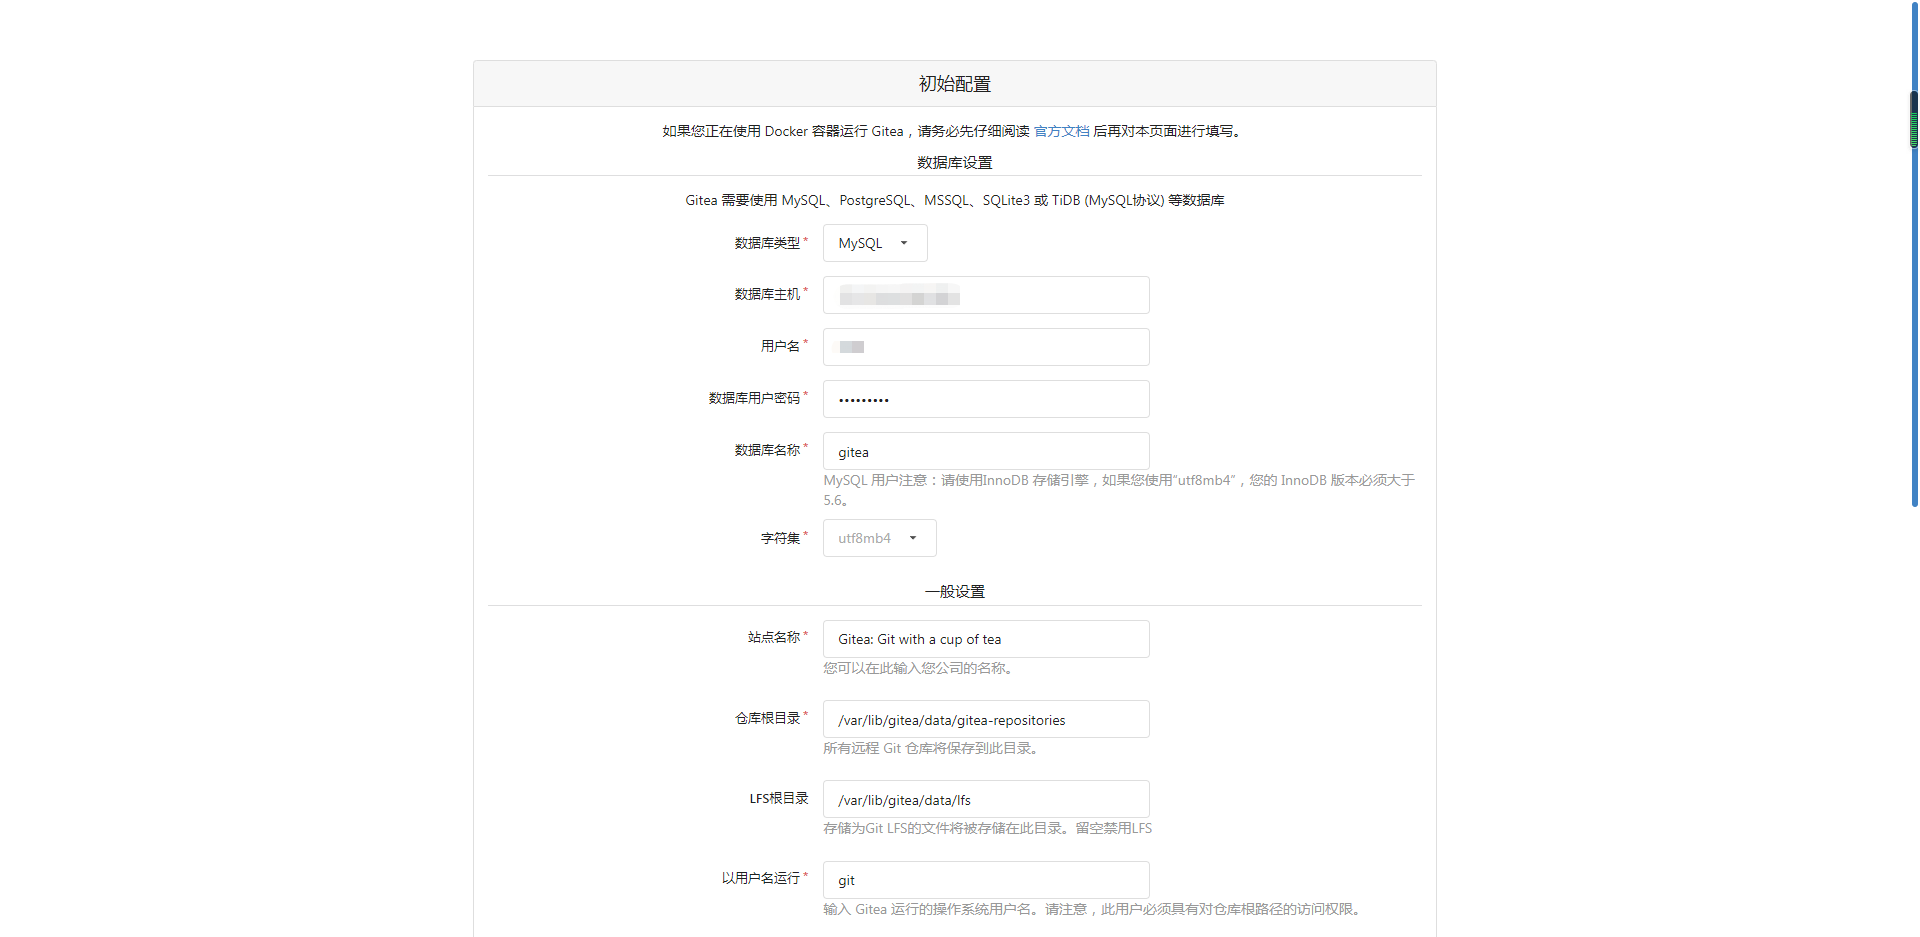 初始配置
如果您正在使用 Docker 容器运行 Gitea，请务必先仔细阅读 官方文档 后再对本页面进行填写。
数据库设置
Gitea 需要使用 MySQL、PostgreSQL、MSSQL、SQLite3 或 TiDB (MySQL协议) 等数据库
数据库类型* MySQL
数据库主机*
用户名*
数据库用户密码* •••••••••
数据库名称* gitea
MySQL 用户注意：请使用InnoDB 存储引擎，如果您使用"utf8mb4"，您的 InnoDB 版本必须大于
5.6。
字符集* utf8mb4
一般设置
站点名称* Gitea: Git with a cup of tea
您可以在此输入您公司的名称。
仓库根目录* /var/lib/gitea/data/gitea-repositories
所有远程 Git 仓库将保存到此目录。
LFS根目录 /var/lib/gitea/data/lfs
存储为Git LFS的文件将被存储在此目录。留空禁用LFS
以用户名运行* git
输入 Gitea 运行的操作系统用户名。请注意，此用户必须具有对仓库根路径的访问权限。